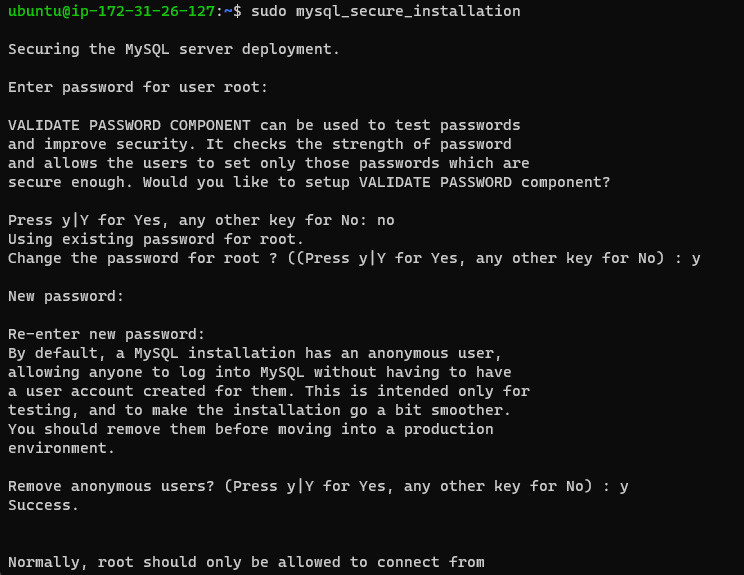 ubuntu@ip-172-31-26-127:~$ sudo mysql_secure_installation
Securing the MySQL server deployment.
Enter password for user root:
VALIDATE PASSWORD COMPONENT can be used to test passwords
and improve security. It checks the strength of password
and allows the users to set only those passwords which are
secure enough. Would you like to setup VALIDATE PASSWORD component?
Press y|Y for Yes, any other key for No: no
Using existing password for root.
Change the password for root ? ((Press y|Y for Yes, any other key for No) : y
New password:
Re-enter new password:
By default, a MySQL installation has an anonymous user,
allowing anyone to log into MySQL without having to have
a user account created for them. This is intended only for
testing, and to make the installation go a bit smoother.
You should remove them before moving into a production
environment.
Remove anonymous users? (Press y|Y for Yes, any other key for No) : y
Success.
Normally, root should only be allowed to connect from